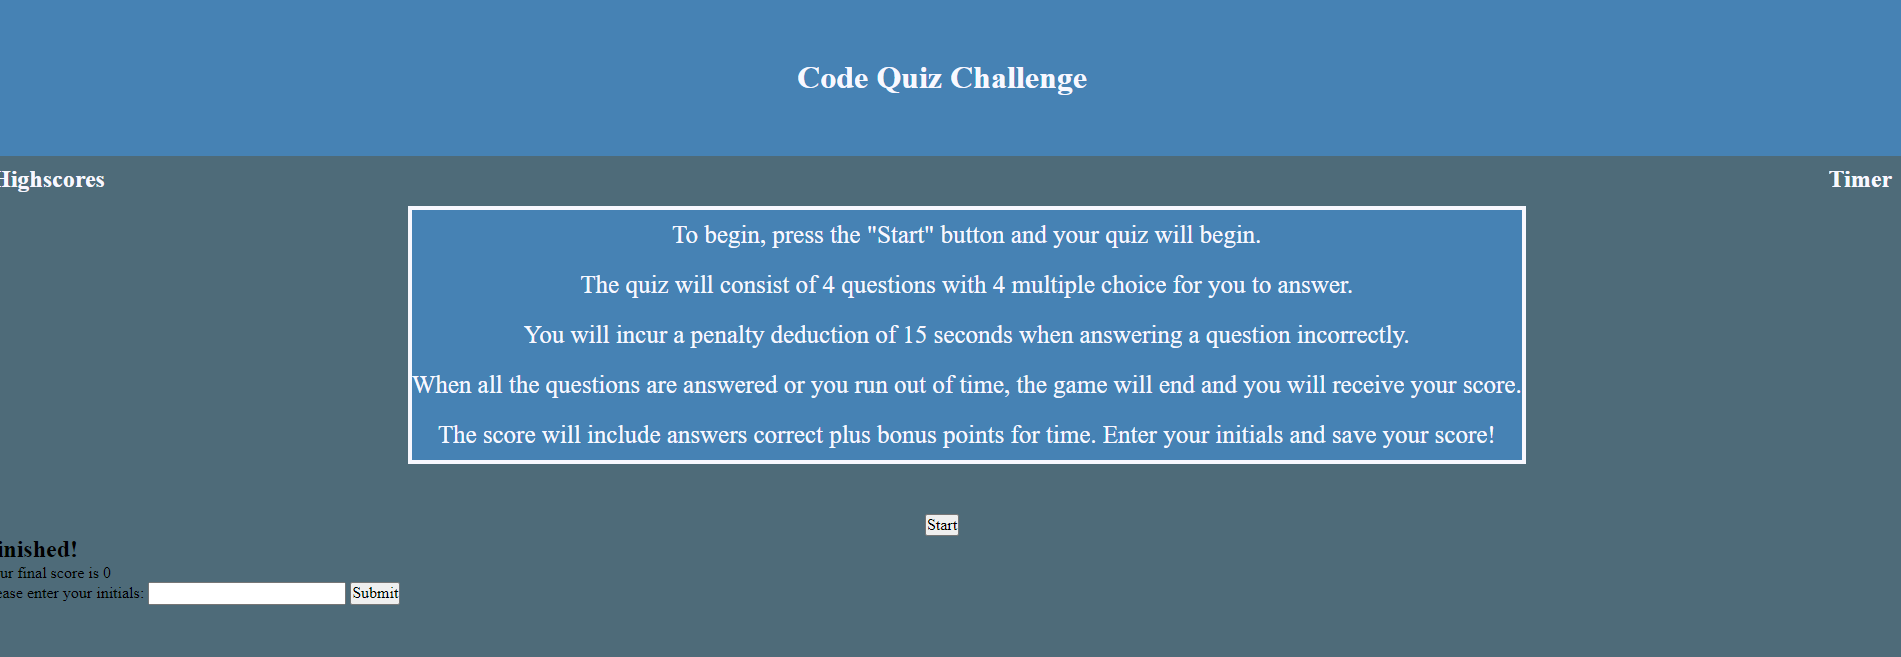 Code Quiz Challenge
Highscores
Timer
To begin, press the "Start" button and your quiz will begin.
The quiz will consist of 4 questions with 4 multiple choice for you to answer.
You will incur a penalty deduction of 15 seconds when answering a question incorrectly.
When all the questions are answered or you run out of time, the game will end and you will receive your score.
The score will include answers correct plus bonus points for time. Enter your initials and save your score!
Start
inished!
ur final score is 0
ease enter your initials: Submit